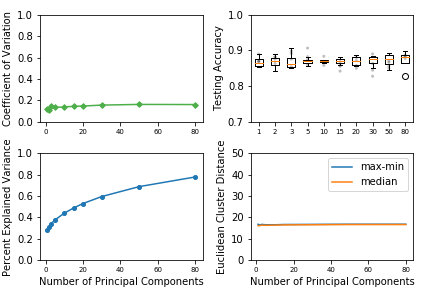 Coefficient of Variation
1.0
0.8
0.6
0.4
0.2
0.0
0 20 40 60 80
Testing Accuracy
1.0
0.9
0.8
0.7
1 2 3 5 10 15 20 30 50 80
Percent Explained Variance
1.0
0.8
0.6
0.4
0.2
0.0
0 20 40 60 80
Number of Principal Components
Euclidean Cluster Distance
50
40
30
20
10
0
max-min
median
0 20 40 60 80
Number of Principal Components